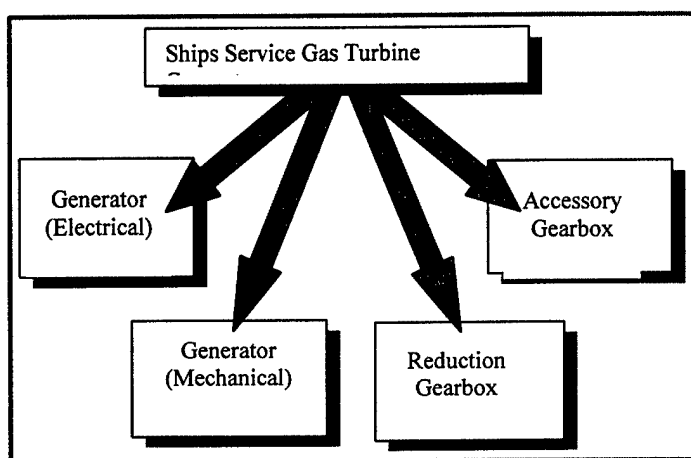 Ships Service Gas Turbine
Generator
(Electrical)
Accessory
Gearbox
Generator
(Mechanical)
Reduction
Gearbox